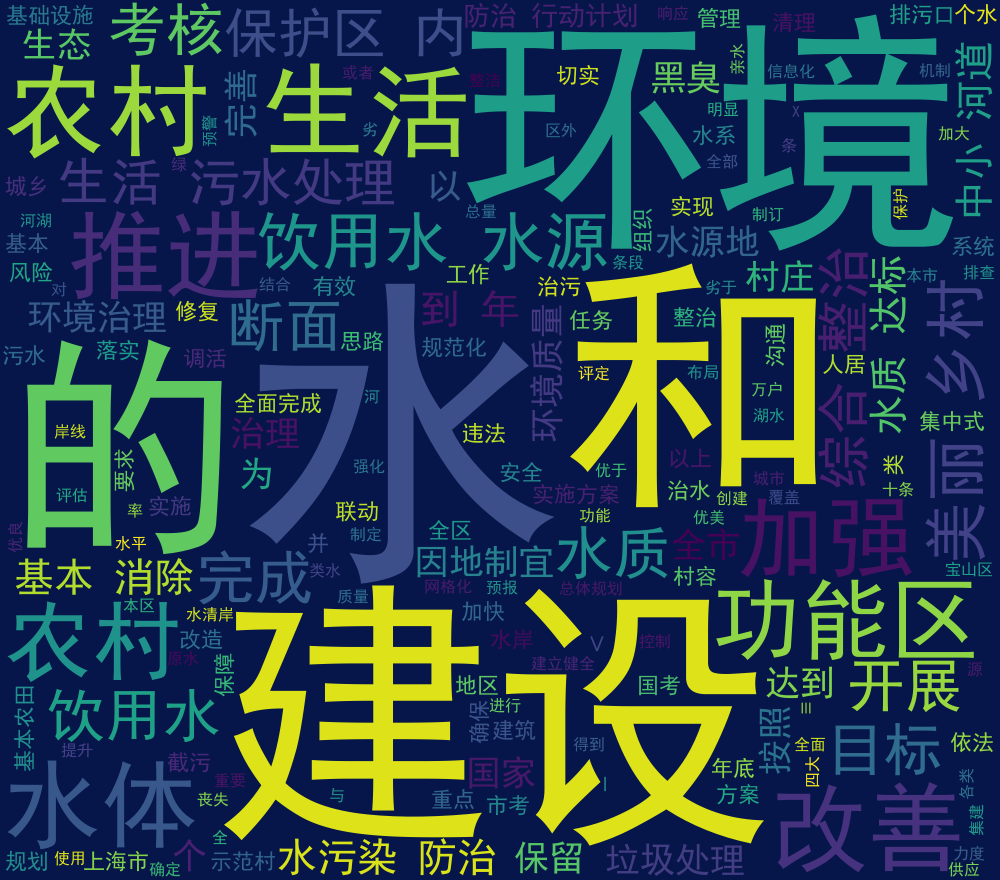 基础设施
生态
考核
保护区 内
防治 行动计划
响应
管理
清理
排污口
个水
农村 生活
完善
或者
整洁
切实
黑臭
亲水
信息化
机制
河道
环境
预警
劣
区外
明显
水系
X
加大
全部
条
中小
城乡
生活 污水处理
绿
以
保护
河湖
推进
饮用水 水源
总量
实现
组织
制订
基本
水源地
系统
风险
对
结合
有效
工作
条段
治污
劣于
村庄
整治
达标
本市
排查
环境治理
修复
断面
到 年
环境质量
任务
整治
沟通
乡村
污水
落实
调活
思路
规范化
评定
布局
人居
的
水
和
万户
水质
美丽
全面完成
河
湖水
综合
集中式
岸线
治理
违法
要求
为
强化
安全
优于
以上
城市
类
评估
实施
实施方案
治水
创建
覆盖
十条
率
联动
功能
优美
加强
优良
水平
制定
并
全区
因地制宜
水质
全市
基本 消除
完成
类水
网格化
预报
总体规划
村容
宝山区
农村
本区
水清岸
质量
加快
功能区
改造
水岸
V
控制
原水
建立健全
保障
建设
地区
国考
达到
开展
源
基本农田
饮用水
进行
III
确保
建筑
按照
全面
目标
依法
提升
得到
截污
国家
I
年底
四大
各类
水体
重要
丧失
与
重点
市考
方案
改善
集建
全
规划
使用
上海市
确定
个
示范村
水污染 防治
保留
垃圾处理
力度
供应